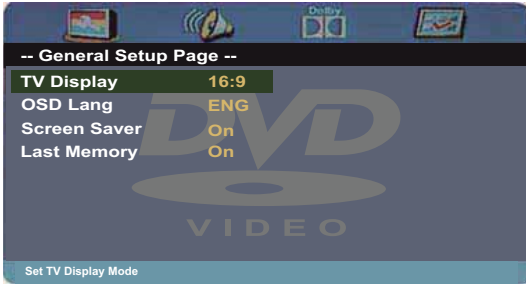 Dolby
-- General Setup Page --
TV Display 16:9
OSD Lang ENG
Screen Saver On
Last Memory On
DVD
VIDEO
Set TV Display Mode